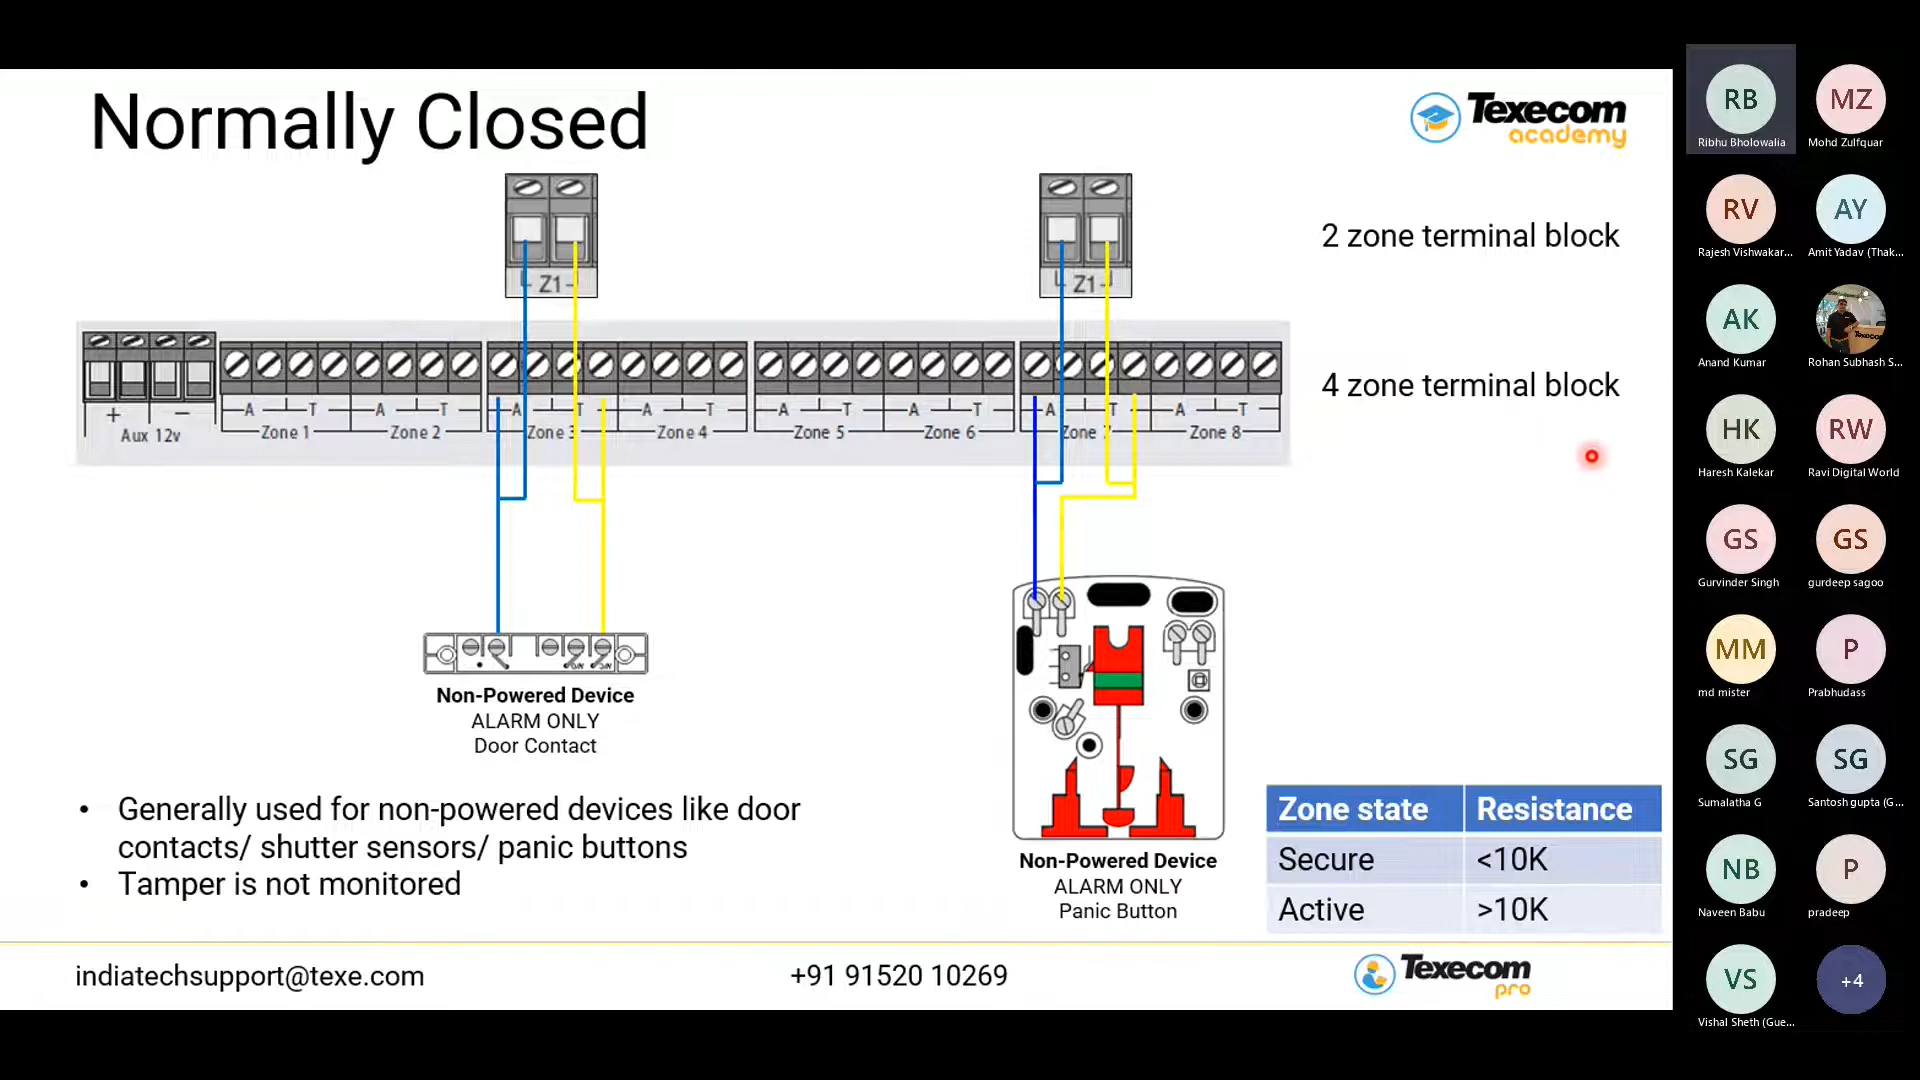 Normally Closed
Texecom
academy
Z1
Z1
2 zone terminal block
4 zone terminal block
+ −
Aux 12v
A T A T A T A T A T A T A T A T
Zone 1 Zone 2 Zone 3 Zone 4 Zone 5 Zone 6 Zone 7 Zone 8
Non-Powered Device
ALARM ONLY
Door Contact
• Generally used for non-powered devices like door
contacts/ shutter sensors/ panic buttons
• Tamper is not monitored
Non-Powered Device
ALARM ONLY
Panic Button
Zone state Resistance
Secure <10K
Active >10K
indiatechsupport@texe.com
+91 91520 10269
Texecom
pro
RB
Ribhu Bholowalia
MZ
Mohd Zulfquar
RV
Rajesh Vishwakar...
AY
Amit Yadav (Thak...
AK
Anand Kumar
Rohan Subhash S...
HK
Haresh Kalekar
RW
Ravi Digital World
GS
Gurvinder Singh
GS
gurdeep sagoo
MM
md mister
P
Prabhudass
SG
Sumalatha G
SG
Santosh gupta (G...
NB
Naveen Babu
P
pradeep
VS
Vishal Sheth (Gue...
+4